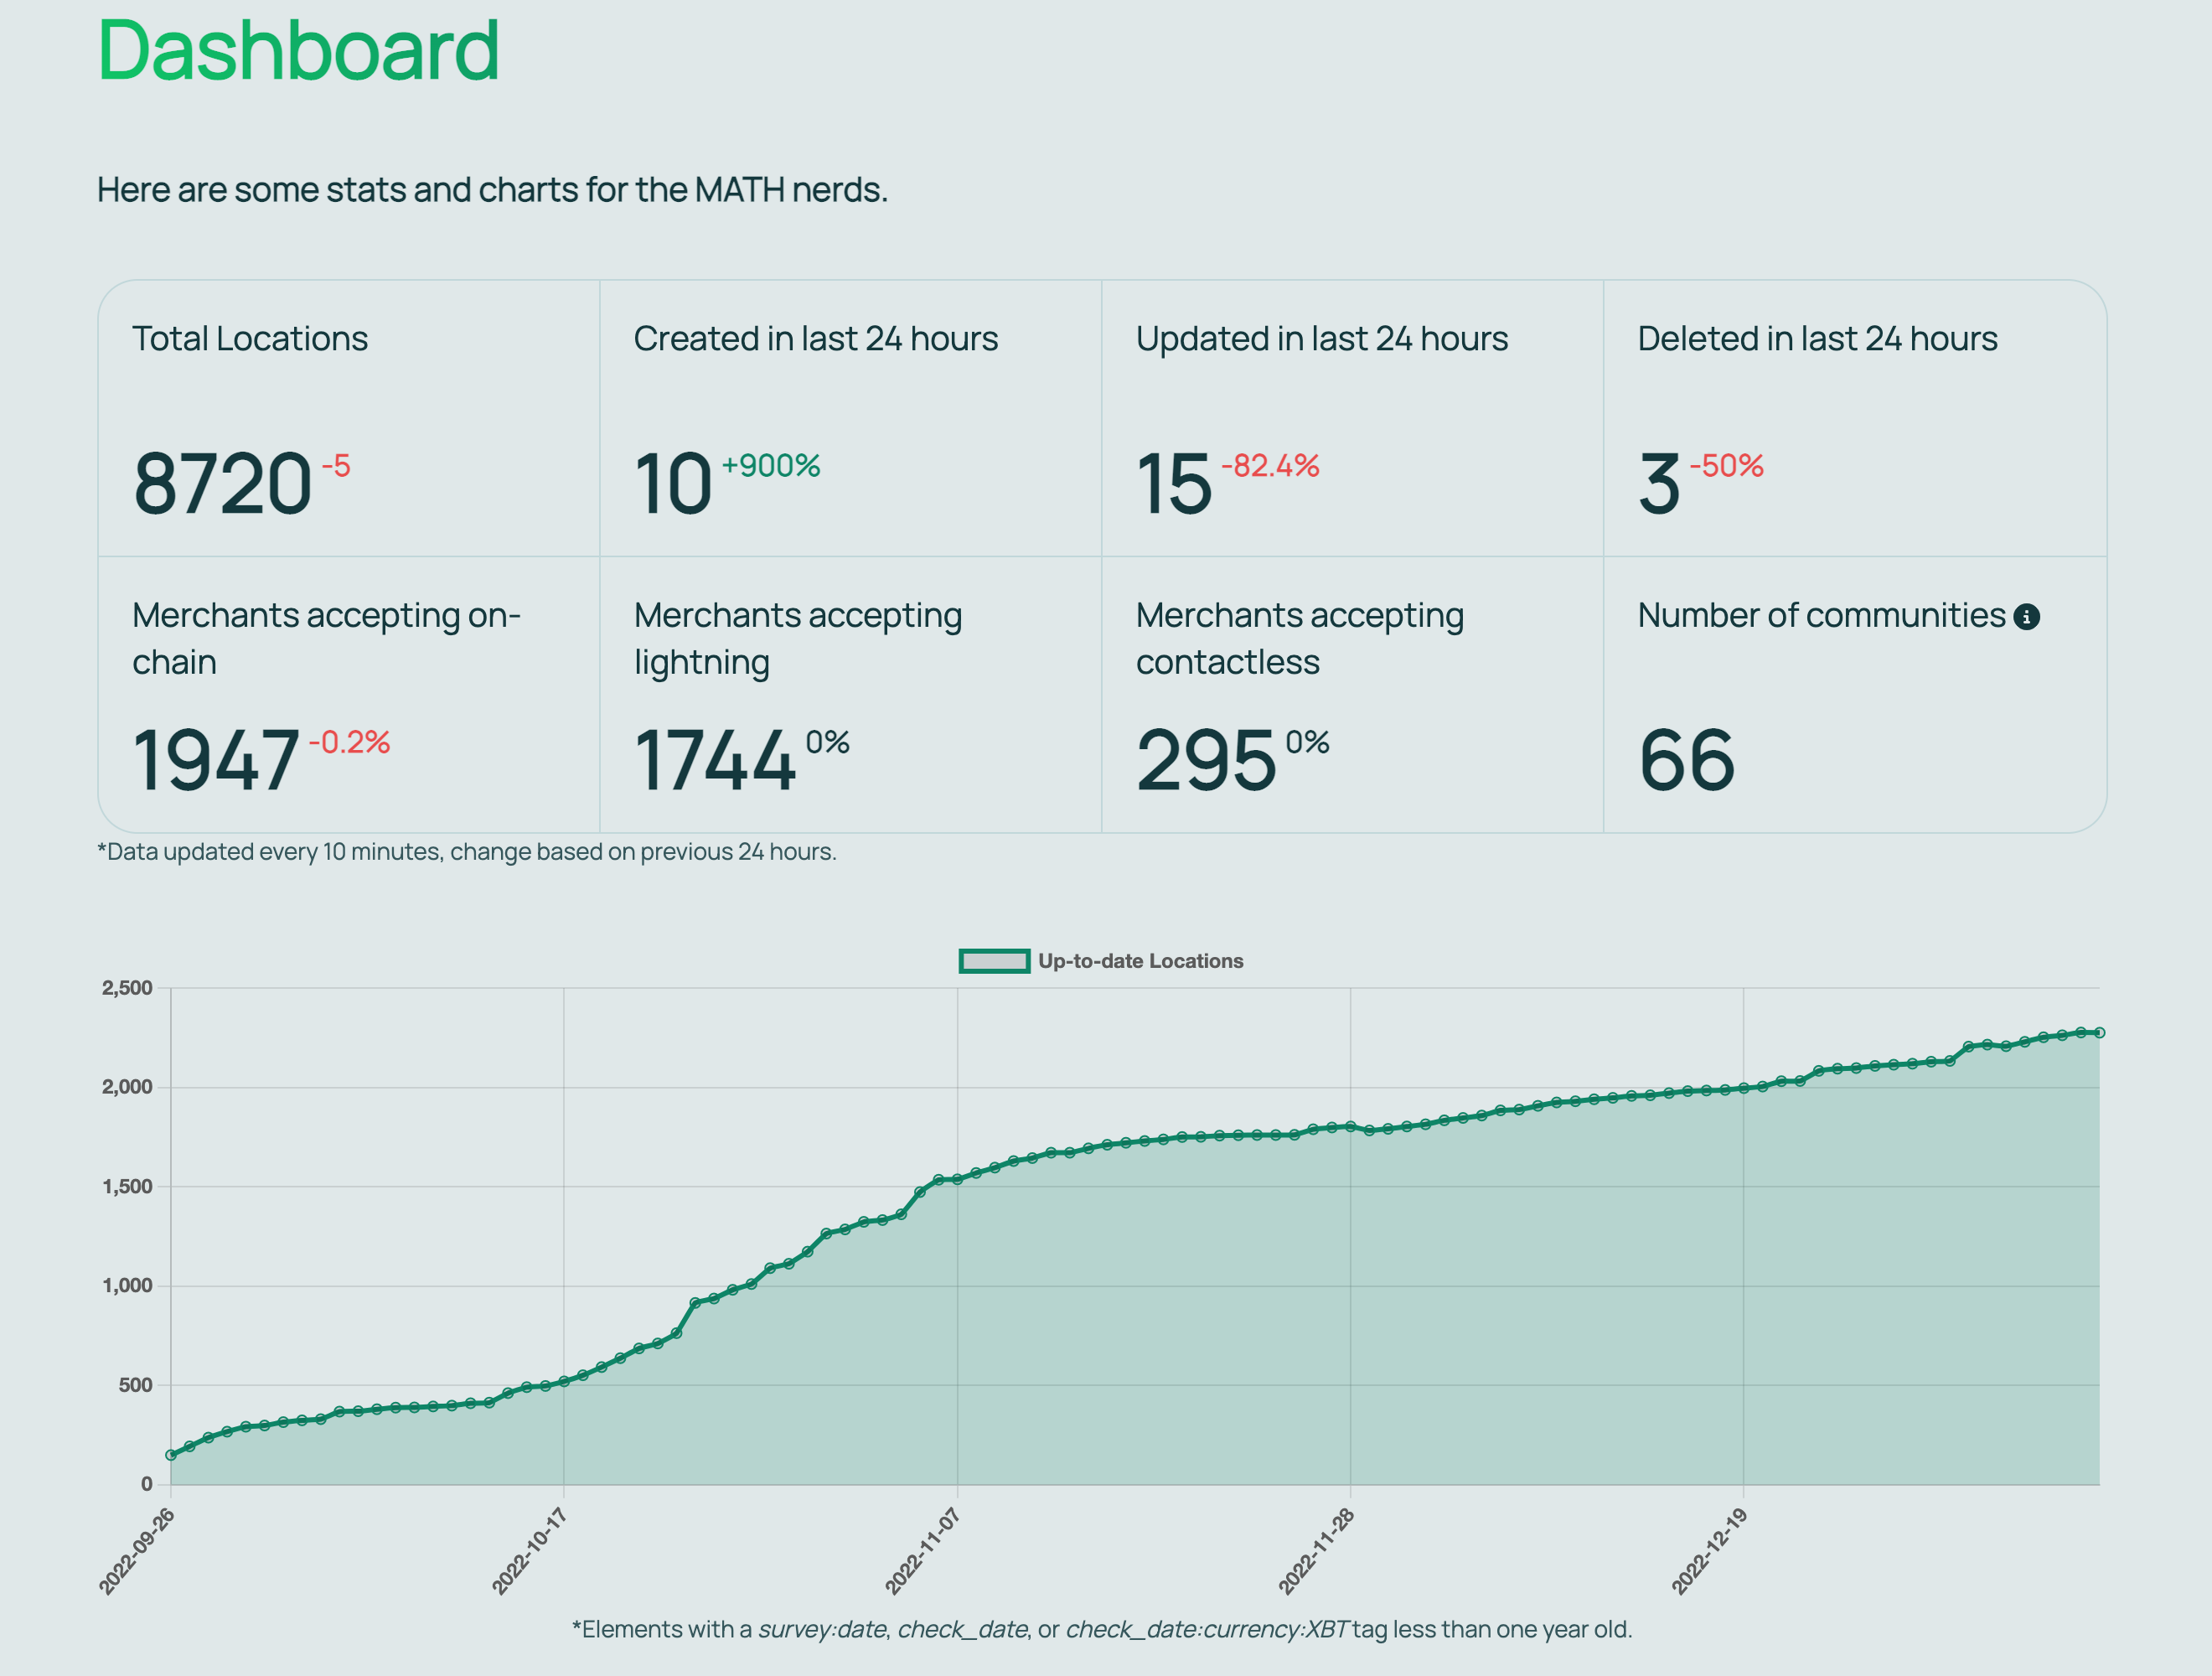 Dashboard
Here are some stats and charts for the MATH nerds.
Total Locations
8720 -5
Created in last 24 hours
10 +900%
Updated in last 24 hours
15 -82.4%
Deleted in last 24 hours
3 -50%
Merchants accepting on-
chain
1947 -0.2%
Merchants accepting
lightning
1744 0%
Merchants accepting
contactless
295 0%
Number of communities
66
*Data updated every 10 minutes, change based on previous 24 hours.
Up-to-date Locations
2,500
2,000
1,500
1,000
500
0
2022-09-26
2022-10-17
2022-11-07
2022-11-28
2022-12-19
*Elements with a survey:date, check_date, or check_date:currency:XBT tag less than one year old.